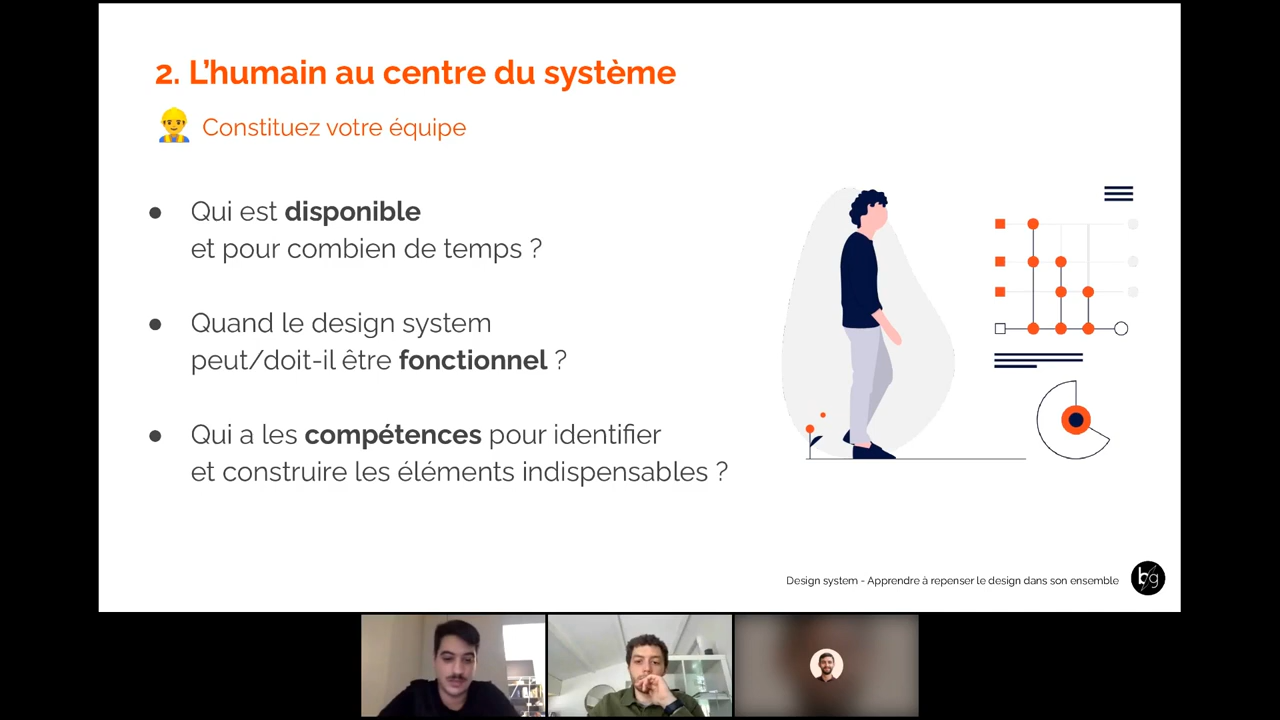 2. L'humain au centre du système
Constituez votre équipe
● Qui est disponible
et pour combien de temps ?
● Quand le design system
peut/doit-il être fonctionnel ?
● Qui a les compétences pour identifier
et construire les éléments indispensables ?
Design system - Apprendre à repenser le design dans son ensemble
bg